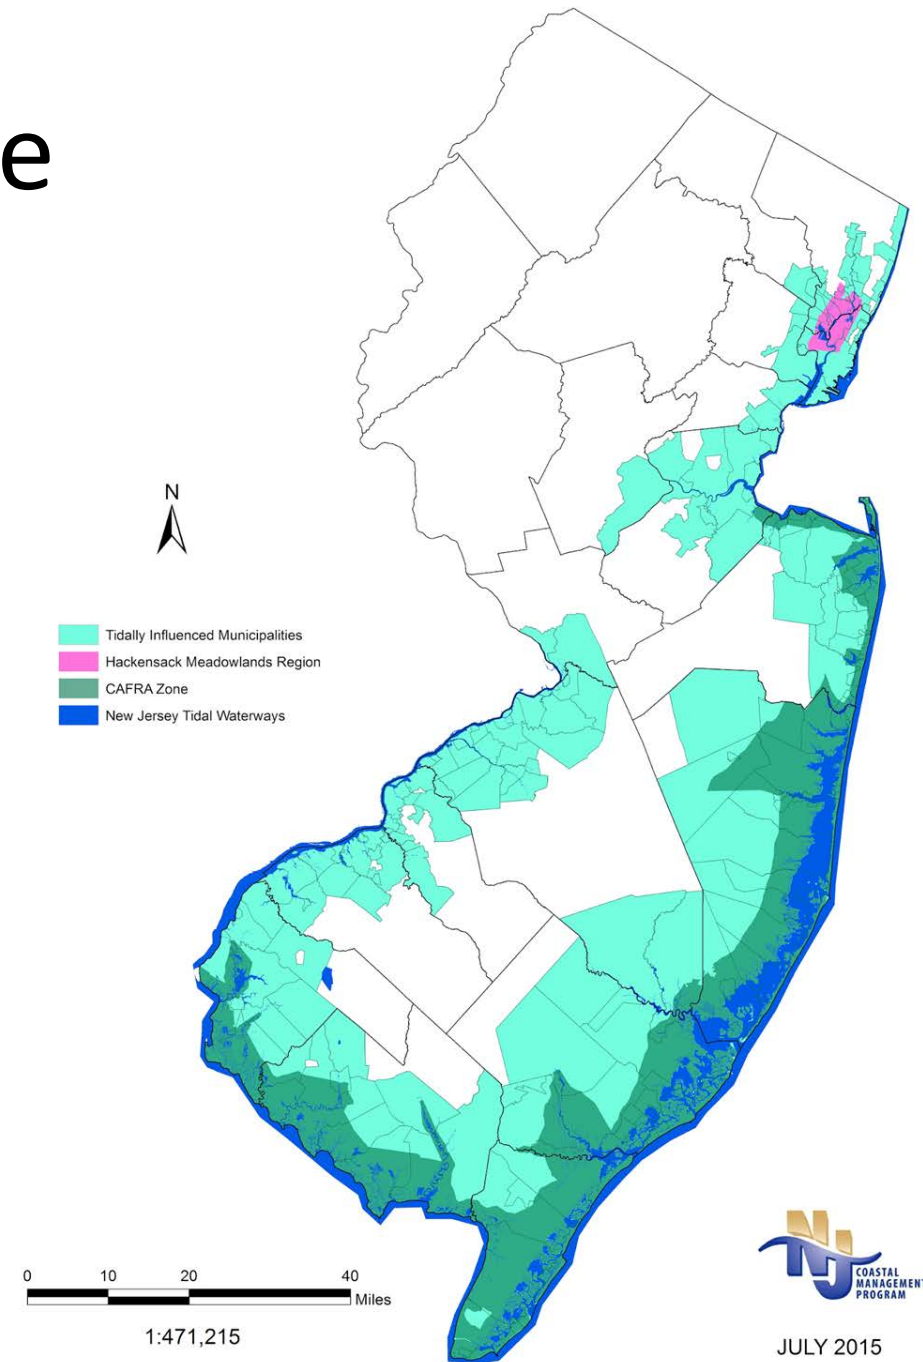 e
N
Tidally Influenced Municipalities
Hackensack Meadowlands Region
CAFRA Zone
New Jersey Tidal Waterways
0 10 20 40
Miles
1:471,215
NJ
COASTAL
MANAGEMENT
PROGRAM
JULY 2015